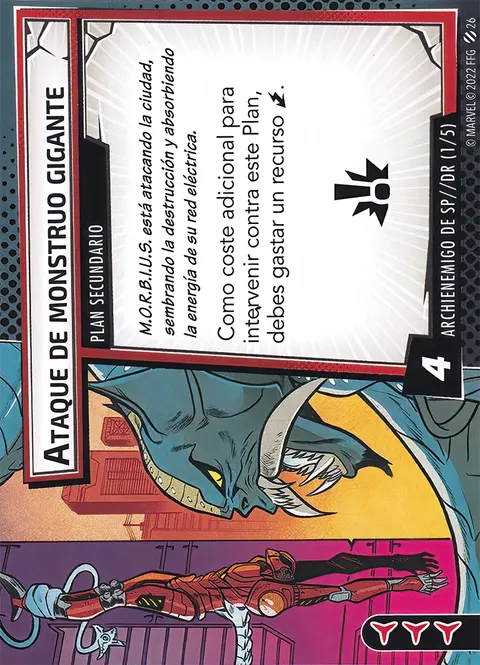 ATAQUE DE MONSTRUO GIGANTE
PLAN SECUNDARIO
M.O.R.B.I.U.S. está atacando la ciudad,
sembrando la destrucción y absorbiendo
la energía de su red eléctrica.
Como coste adicional para
intervenir contra este Plan,
debes gastar un recurso .
4
ARCHIENEMIGO DE SP//DR (1/5)
© MARVEL © 2022 FFG 26